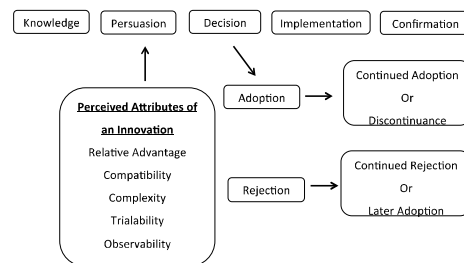 Knowledge
Persuasion
Decision
Implementation
Confirmation
Perceived Attributes of
an Innovation
Relative Advantage
Compatibility
Complexity
Trialability
Observability
Adoption
Continued Adoption
Or
Discontinuance
Rejection
Continued Rejection
Or
Later Adoption